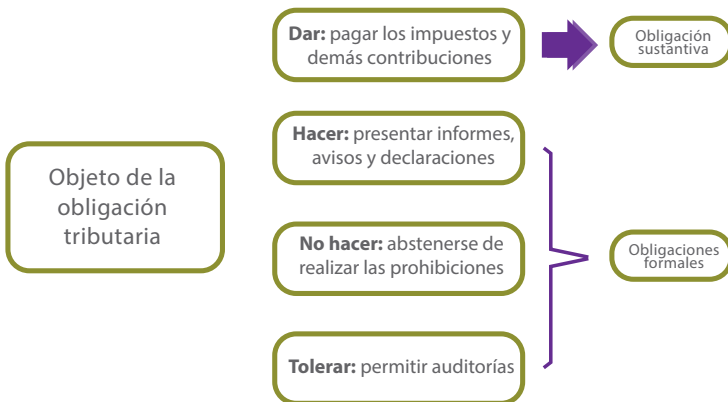 Dar: pagar los impuestos y
demás contribuciones
Obligación
sustantiva
Hacer: presentar informes,
avisos y declaraciones
Objeto de la
obligación
tributaria
No hacer: abstenerse de
realizar las prohibiciones
Obligaciones
formales
Tolerar: permitir auditorías